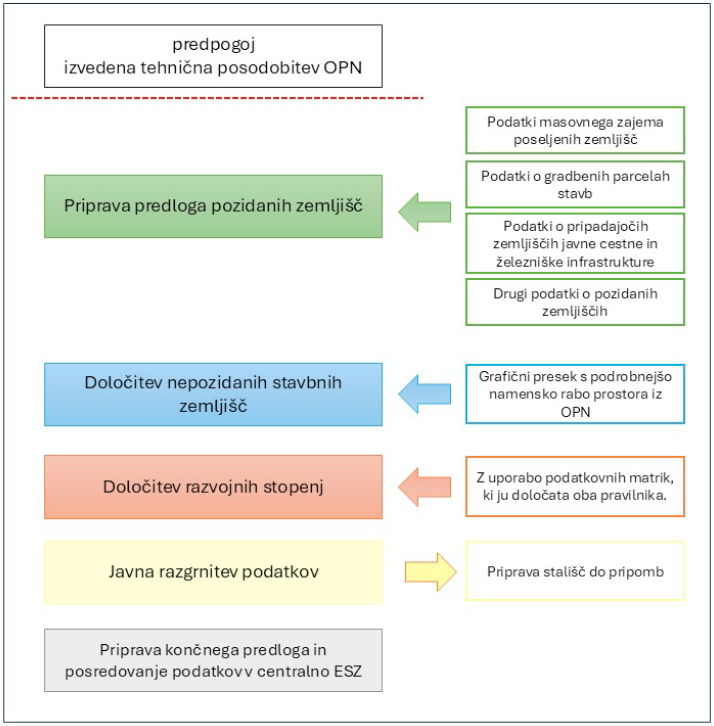 predpogoj
izvedena tehnična posodobitev OPN
Podatki masovnega zajema
poseljenih zemljišč
Priprava predloga pozidanih zemljišč
Podatki o gradbenih parcelah
stavb
Podatki o pripadajočih
zemljiščih javne cestne in
železniške infrastrukture
Drugi podatki o pozidanih
zemljiščih
Določitev nepozidanih stavbnih
zemljišč
Grafični presek s podrobnejšo
namensko rabo prostora iz
OPN
Določitev razvojnih stopenj
Z uporabo podatkovnih matrik,
ki ju določata oba pravilnika.
Javna razgrnitev podatkov
Priprava stališč do pripomb
Priprava končnega predloga in
posredovanje podatkov v centralno ESZ